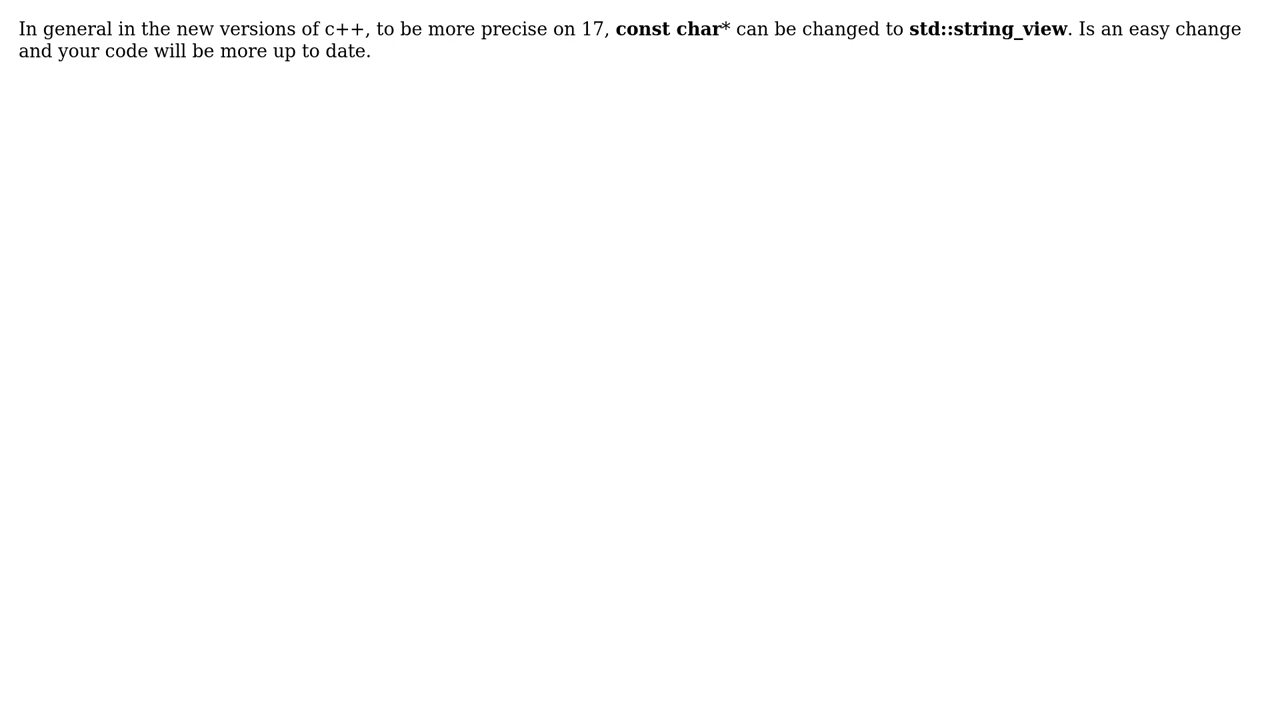 In general in the new versions of c++, to be more precise on 17, const char* can be changed to std::string_view. Is an easy change
and your code will be more up to date.